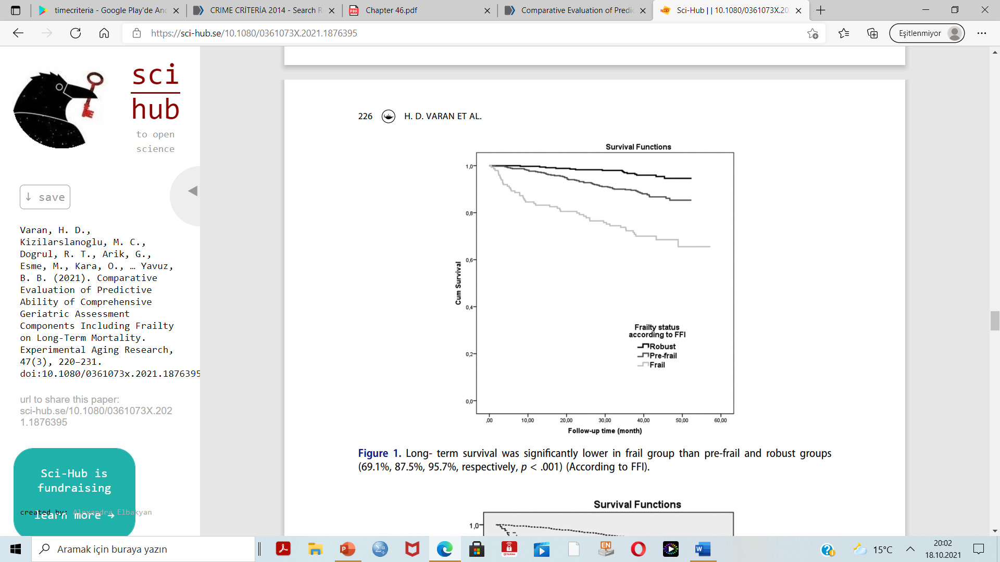 timecriteria - Google Play'de An
CRIME CRİTERİA 2014 - Search R
Chapter 46.pdf
Comparative Evaluation of Predi
Sci-Hub | | 10.1080/0361073X.20
https://sci-hub.se/10.1080/0361073X.2021.1876395
Eşitlenmiyor
sci
hub
to open
science
↓ save
Varan, H. D.,
Kizilarslanoglu, M. C.,
Dogrul, R. T., Arik, G.,
Esme, M., Kara, O., … Yavuz,
B. B. (2021). Comparative
Evaluation of Predictive
Ability of Comprehensive
Geriatric Assessment
Components Including Frailty
on Long-Term Mortality.
Experimental Aging Research,
47(3), 220–231.
doi:10.1080/0361073x.2021.1876395
url to share this paper:
sci-hub.se/10.1080/0361073X.202
1.1876395
Sci-Hub is
fundraising
learn more →
created by: Alexandra Elbakyan
226 H. D. VARAN ET AL.
Survival Functions
1,0
0,8
0,6
0,4
0,2
0,0
Cum Survival
Frailty status
according to FFI
Robust
Pre-frail
Frail
,00 10,00 20,00 30,00 40,00 50,00 60,00
Follow-up time (month)
Figure 1. Long- term survival was significantly lower in frail group than pre-frail and robust groups
(69.1%, 87.5%, 95.7%, respectively, p < .001) (According to FFI).
Survival Functions
1,0
Aramak için buraya yazın
EN
15°C
20:02
18.10.2021